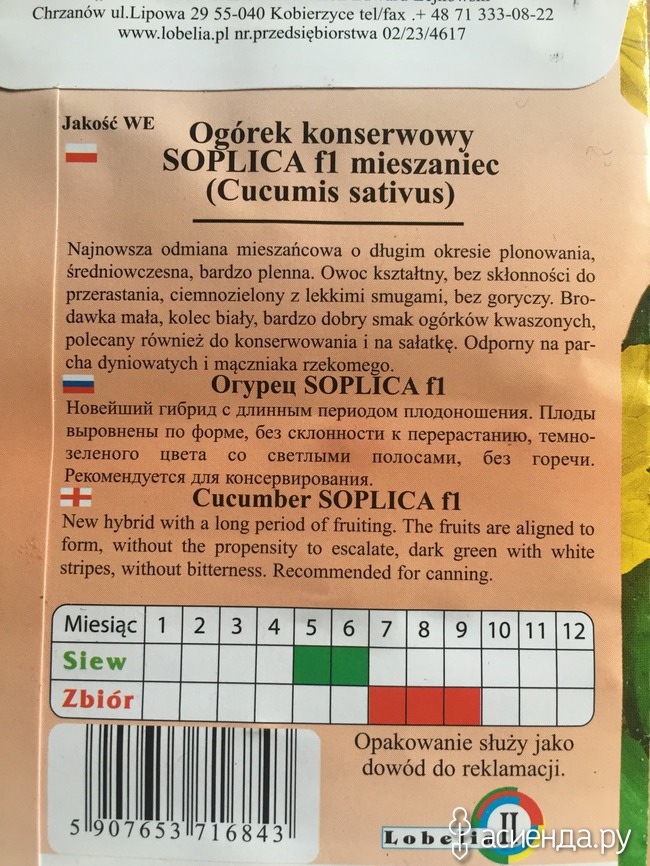 Chrzanów ul.Lipowa 29 55-040 Kobierzyce tel/fax .+ 48 71 333-08-22
www.lobelia.pl nr.przedsiębiorstwa 02/23/4617
Jakość WE
Ogórek konserwowy
SOPLICA f1 mieszaniec
(Cucumis sativus)
Najnowsza odmiana mieszańcowa o długim okresie plonowania,
średniowczesna, bardzo plenna. Owoc kształtny, bez skłonności do
przerastania, ciemnozielony z lekkimi smugami, bez goryczy. Bro-
dawka mała, kolec biały, bardzo dobry smak ogórków kwaszonych,
polecany również do konserwowania i na sałatkę. Odporny na par-
cha dyniowatych i mączniaka rzekomego.
Огурец SOPLICA f1
Новейший гибрид с длинным периодом плодоношения. Плоды
выровнены по форме, без склонности к перерастанию, темно-
зеленого цвета со светлыми полосами, без горечи.
Рекомендуется для консервирования.
Cucumber SOPLICA f1
New hybrid with a long period of fruiting. The fruits are aligned to
form, without the propensity to escalate, dark green with white
stripes, without bitterness. Recommended for canning.
Miesiąc 1 2 3 4 5 6 7 8 9 10 11 12
Siew
Zbiór
Opakowanie służy jako
dowód do reklamacji.
5 907653 716843
Lobelia II
асиенда.ру